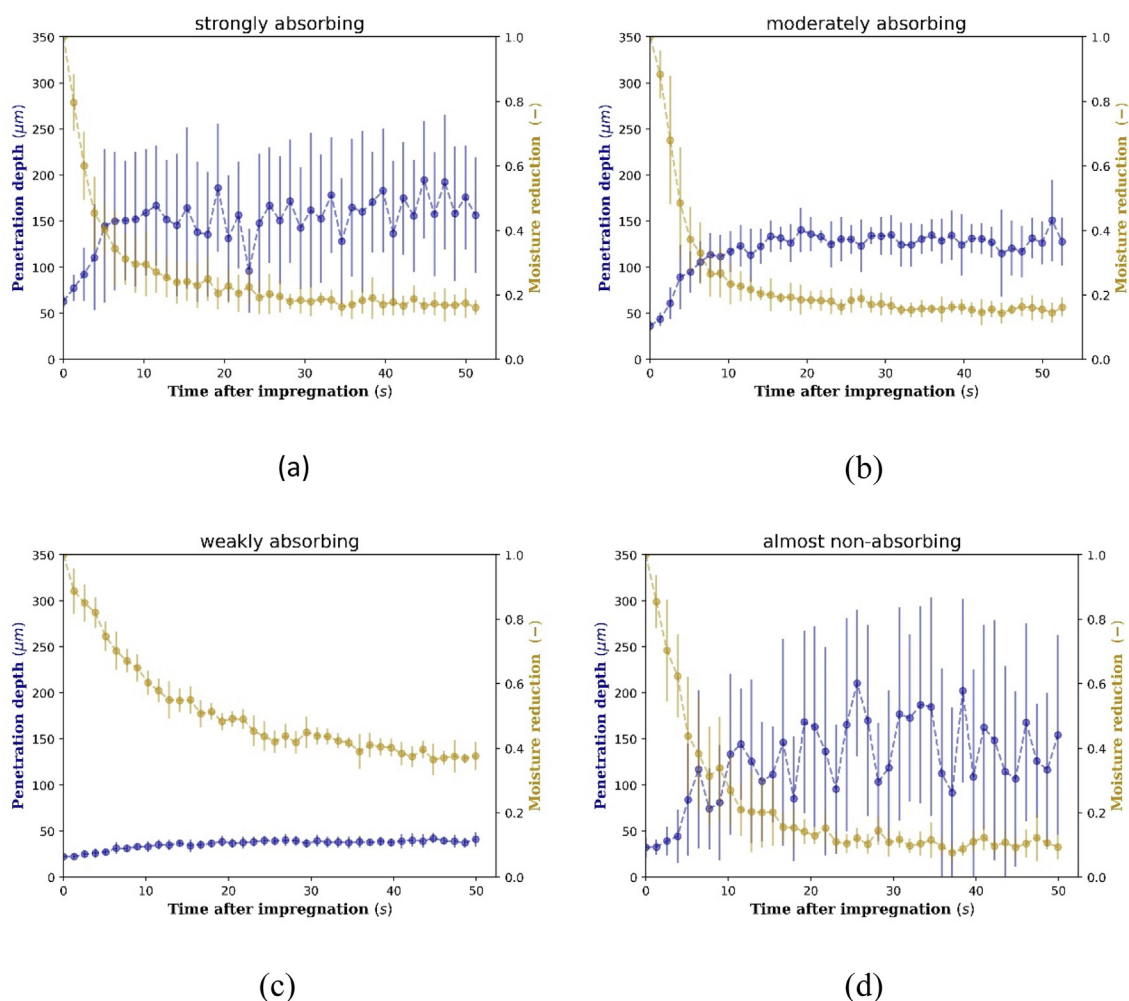 strongly absorbing
350
300
250
200
150
100
50
0
Penetration depth (μm)
1.0
0.8
0.6
0.4
0.2
0.0
Moisture reduction (−)
0 10 20 30 40 50
Time after impregnation (s)
(a)
moderately absorbing
350
300
250
200
150
100
50
0
Penetration depth (μm)
1.0
0.8
0.6
0.4
0.2
0.0
Moisture reduction (−)
0 10 20 30 40 50
Time after impregnation (s)
(b)
weakly absorbing
350
300
250
200
150
100
50
0
Penetration depth (μm)
1.0
0.8
0.6
0.4
0.2
0.0
Moisture reduction (−)
0 10 20 30 40 50
Time after impregnation (s)
(c)
almost non-absorbing
350
300
250
200
150
100
50
0
Penetration depth (μm)
1.0
0.8
0.6
0.4
0.2
0.0
Moisture reduction (−)
0 10 20 30 40 50
Time after impregnation (s)
(d)